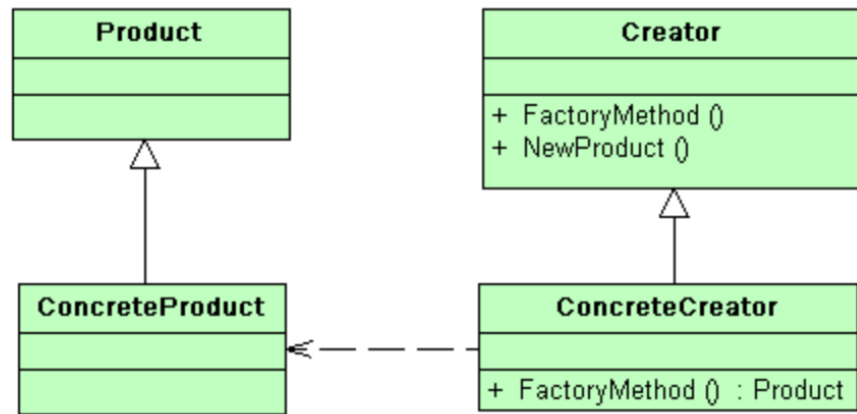 Product
Creator
+ FactoryMethod ()
+ NewProduct ()
ConcreteProduct
ConcreteCreator
+ FactoryMethod () : Product